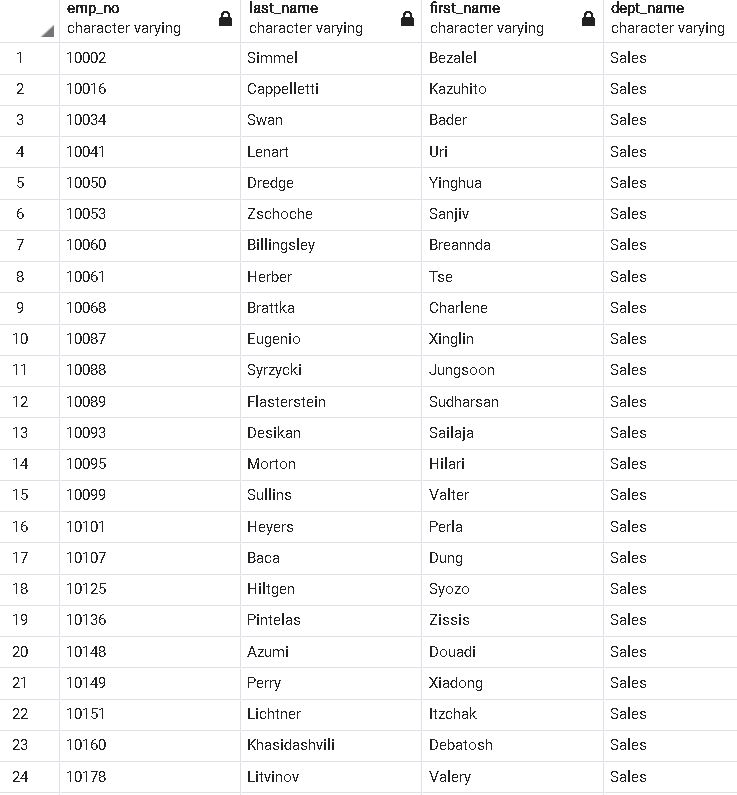 emp_no last_name first_name dept_name
character varying character varying character varying character varying
1 10002 Simmel Bezalel Sales
2 10016 Cappelletti Kazuhito Sales
3 10034 Swan Bader Sales
4 10041 Lenart Uri Sales
5 10050 Dredge Yinghua Sales
6 10053 Zschoche Sanjiv Sales
7 10060 Billingsley Breannda Sales
8 10061 Herber Tse Sales
9 10068 Brattka Charlene Sales
10 10087 Eugenio Xinglin Sales
11 10088 Syrzycki Jungsoon Sales
12 10089 Flasterstein Sudharsan Sales
13 10093 Desikan Sailaja Sales
14 10095 Morton Hilari Sales
15 10099 Sullins Valter Sales
16 10101 Heyers Perla Sales
17 10107 Baca Dung Sales
18 10125 Hiltgen Syozo Sales
19 10136 Pintelas Zissis Sales
20 10148 Azumi Douadi Sales
21 10149 Perry Xiadong Sales
22 10151 Lichtner Itzchak Sales
23 10160 Khasidashvili Debatosh Sales
24 10178 Litvinov Valery Sales